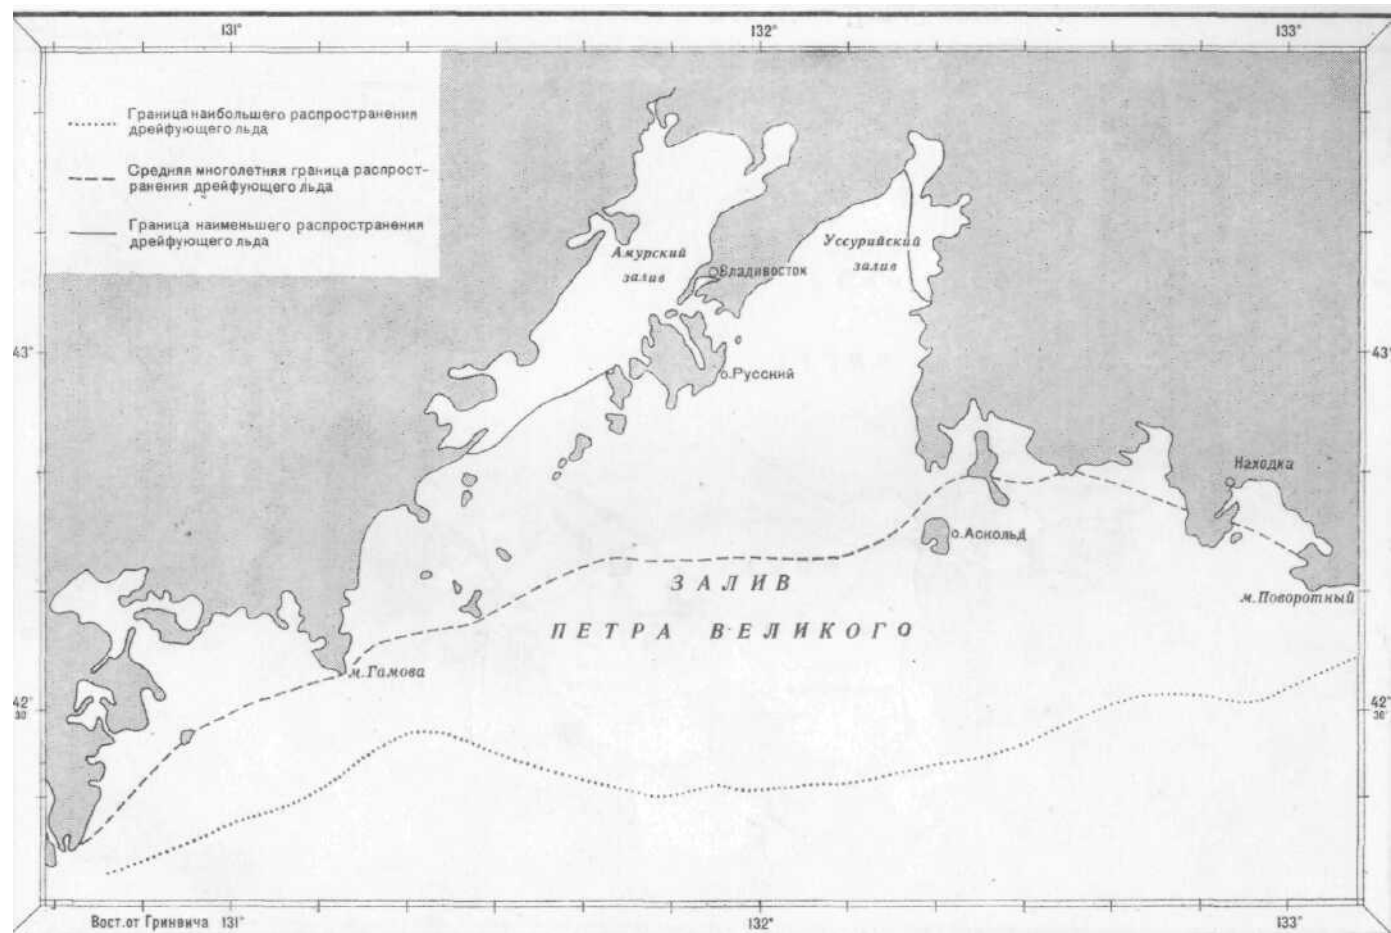 131° 132° 133°
Граница наибольшего распространения
дрейфующего льда
Средняя многолетняя граница распрост-
ранения дрейфующего льда
Граница наименьшего распространения
дрейфующего льда
Амурский
залив
Уссурийский
залив
Владивосток
43° 43°
о.Русский
Находка
о.Аскольд
ЗАЛИВ
м.Поворотный
ПЕТРА ВЕЛИКОГО
м.Гамова
42° 42°
30' 30'
Вост.от Гринвича 131° 132° 133°